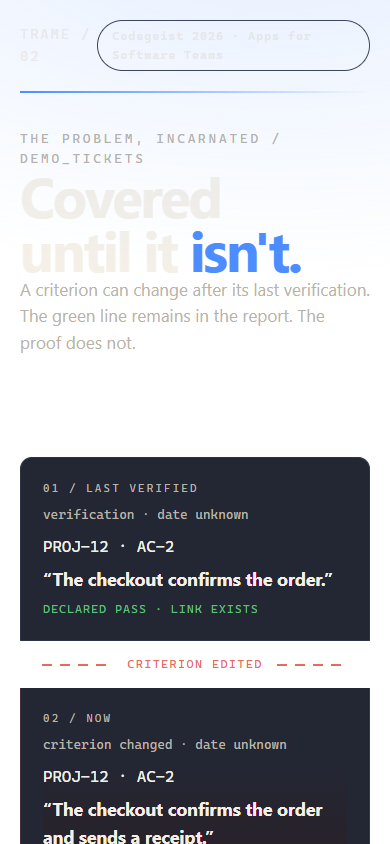 TRAME /
02
Codegeist 2026 · Apps for
Software Teams
THE PROBLEM, INCARNATED /
DEMO_TICKETS
Covered
until it isn't.
A criterion can change after its last verification.
The green line remains in the report. The
proof does not.
01 / LAST VERIFIED
verification · date unknown
PROJ-12 · AC-2
“The checkout confirms the order.”
DECLARED PASS · LINK EXISTS
CRITERION EDITED
02 / NOW
criterion changed · date unknown
PROJ-12 · AC-2
“The checkout confirms the order
and sends a receipt.”